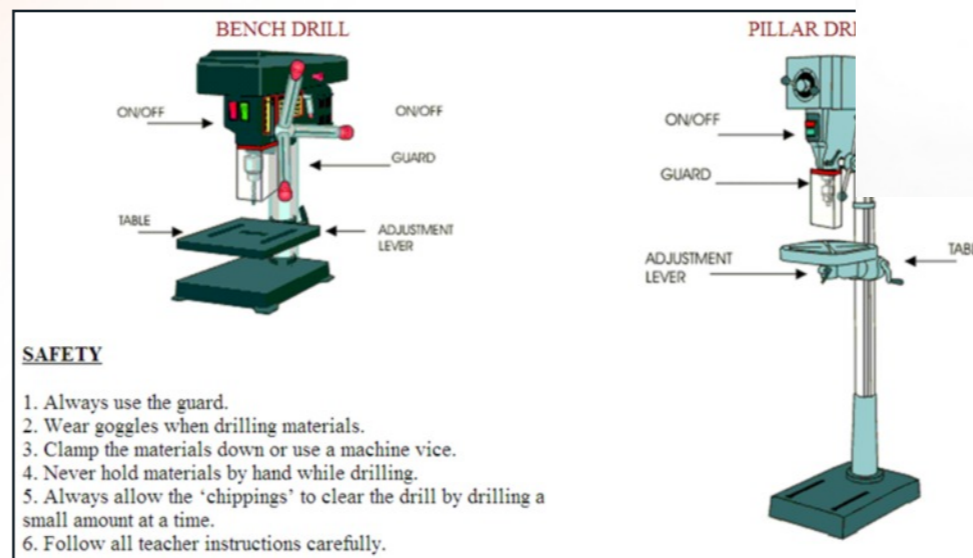 BENCH DRILL
ON/OFF
ON/OFF
GUARD
TABLE
ADJUSTMENT
LEVER
PILLAR
ON/OFF
GUARD
ADJUSTMENT
LEVER
SAFETY
1. Always use the guard.
2. Wear goggles when drilling materials.
3. Clamp the materials down or use a machine vice.
4. Never hold materials by hand while drilling.
5. Always allow the ‘chippings’ to clear the drill by drilling a
small amount at a time.
6. Follow all teacher instructions carefully.